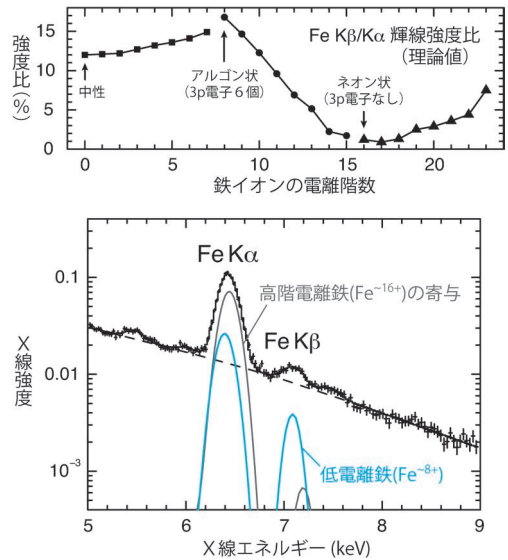 Fe Kβ/Kα 輝線強度比
(理論値)
強度比(%)
15
10
5
0
中性
アルゴン状
(3p電子6個)
ネオン状
(3p電子なし)
0
5
10
15
20
鉄イオンの電離階数
Fe Kα
高階電離鉄(Fe~16+)の寄与
Fe Kβ
X線強度
0.1
0.01
10−3
低電離鉄(Fe~8+)
5
6
7
8
9
X線エネルギー(keV)